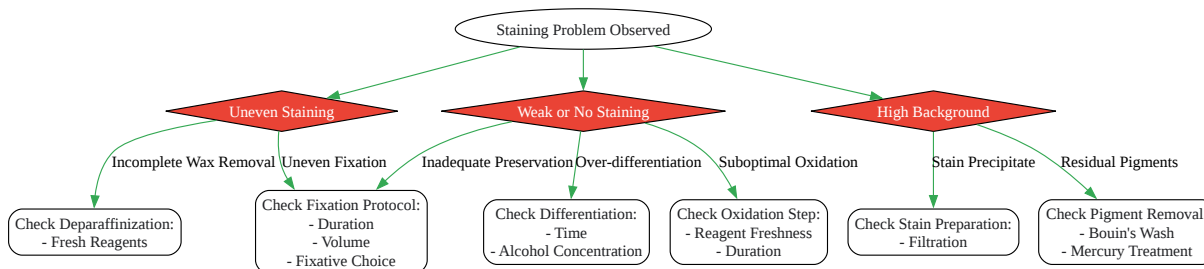 Staining Problem Observed
Uneven Staining
Weak or No Staining
High Background
Incomplete Wax Removal
Uneven Fixation
Inadequate Preservation
Over-differentiation
Suboptimal Oxidation
Stain Precipitate
Residual Pigments
Check Deparaffinization:
- Fresh Reagents
Check Fixation Protocol:
- Duration
- Volume
- Fixative Choice
Check Differentiation:
- Time
- Alcohol Concentration
Check Oxidation Step:
- Reagent Freshness
- Duration
Check Stain Preparation:
- Filtration
Check Pigment Removal:
- Bouin's Wash
- Mercury Treatment